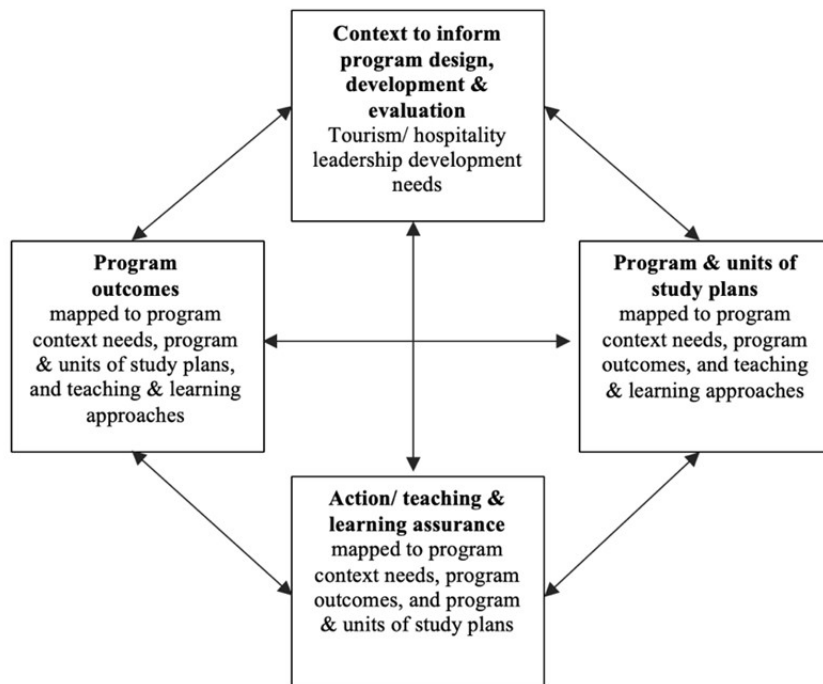 Context to inform
program design,
development &
evaluation
Tourism/ hospitality
leadership development
needs
Program
outcomes
mapped to program
context needs, program
& units of study plans,
and teaching & learning
approaches
Program & units of
study plans
mapped to program
context needs, program
outcomes, and teaching
& learning approaches
Action/ teaching &
learning assurance
mapped to program
context needs, program
outcomes, and program
& units of study plans